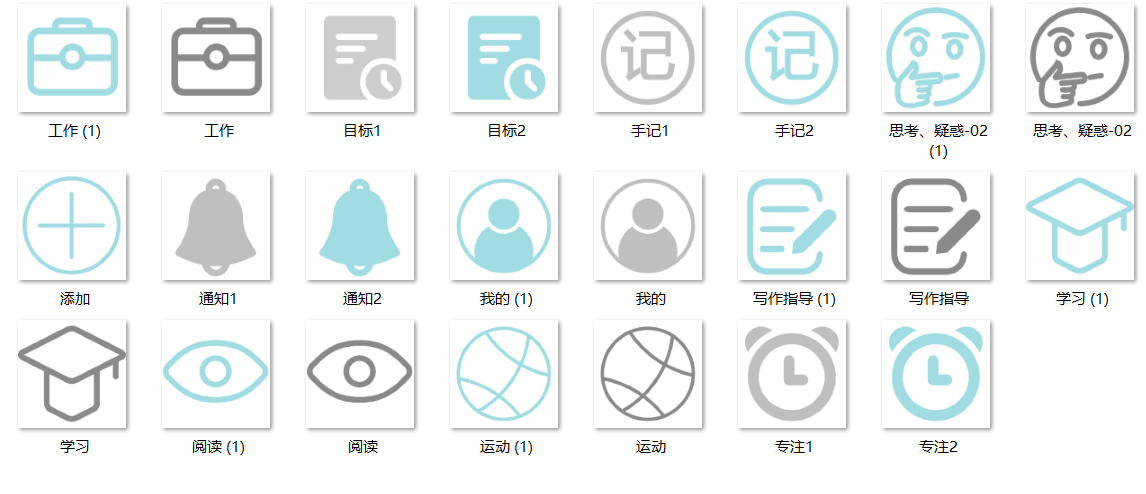 记
记
工作 (1)
工作
目标1
目标2
手记1
手记2
思考、疑惑-02
(1)
思考、疑惑-02
添加
通知1
通知2
我的 (1)
我的
写作指导 (1)
写作指导
学习 (1)
学习
阅读 (1)
阅读
运动 (1)
运动
专注1
专注2